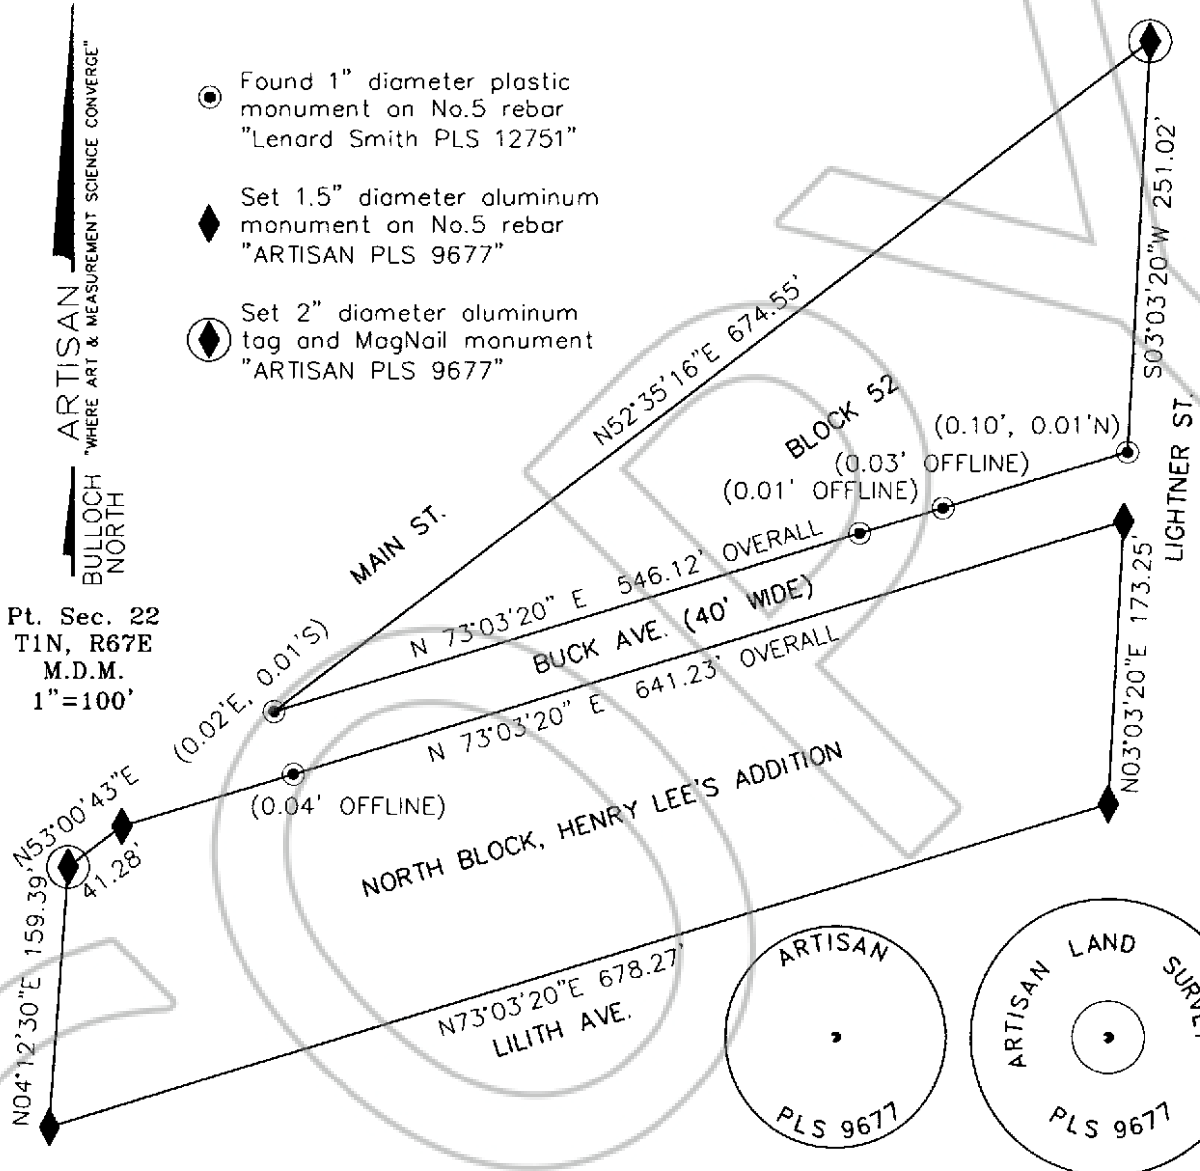 Found 1" diameter plastic
monument on No.5 rebar
"Lenard Smith PLS 12751"
Set 1.5" diameter aluminum
monument on No.5 rebar
"ARTISAN PLS 9677"
Set 2" diameter aluminum
tag and MagNail monument
"ARTISAN PLS 9677"
BULLOCH ARTISAN
NORTH "WHERE ART & MEASUREMENT SCIENCE CONVERGE"
Pt. Sec. 22
T1N, R67E
M.D.M.
1"=100'
S03°03'20"W 251.02'
N52°35'16"E 674.55'
MAIN ST.
BLOCK 52
(0.10', 0.01'N)
(0.03' OFFLINE)
(0.01' OFFLINE)
LIGHTNER ST.
N 73°03'20" E 546.12' OVERALL
BUCK AVE. (40' WIDE)
N 73°03'20" E 641.23' OVERALL
(0.02'E, 0.01'S)
(0.04' OFFLINE)
N03°03'20"E 173.25'
N53°00'43"E
41.28'
NORTH BLOCK, HENRY LEE'S ADDITION
N04°12'30"E 159.39'
N73°03'20"E 678.27'
LILITH AVE.
ARTISAN
PLS 9677
ARTISAN LAND SURVEY
PLS 9677